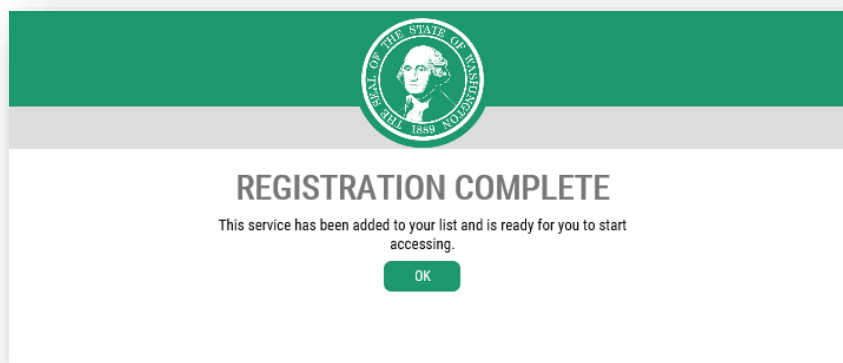 THE SEAL OF THE STATE OF WASHINGTON
1889
REGISTRATION COMPLETE
This service has been added to your list and is ready for you to start
accessing.
OK